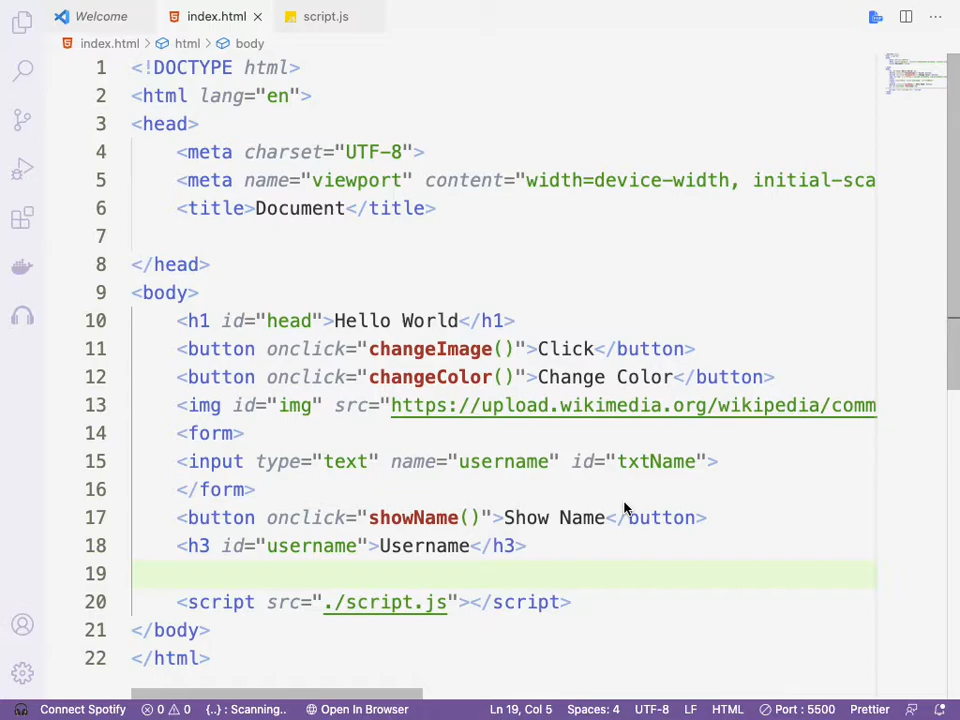 Welcome index.html script.js
index.html html body
1 <!DOCTYPE html>
2 <html lang="en">
3 <head>
4 <meta charset="UTF-8">
5 <meta name="viewport" content="width=device-width, initial-sca
6 <title>Document</title>
7
8 </head>
9 <body>
10 <h1 id="head">Hello World</h1>
11 <button onclick="changeImage()">Click</button>
12 <button onclick="changeColor()">Change Color</button>
13 <img id="img" src="https://upload.wikimedia.org/wikipedia/comm
14 <form>
15 <input type="text" name="username" id="txtName">
16 </form>
17 <button onclick="showName()">Show Name</button>
18 <h3 id="username">Username</h3>
19
20 <script src="./script.js"></script>
21 </body>
22 </html>
Connect Spotify 0 0 {..} : Scanning.. Open In Browser Ln 19, Col 5 Spaces: 4 UTF-8 LF HTML Port : 5500 Prettier